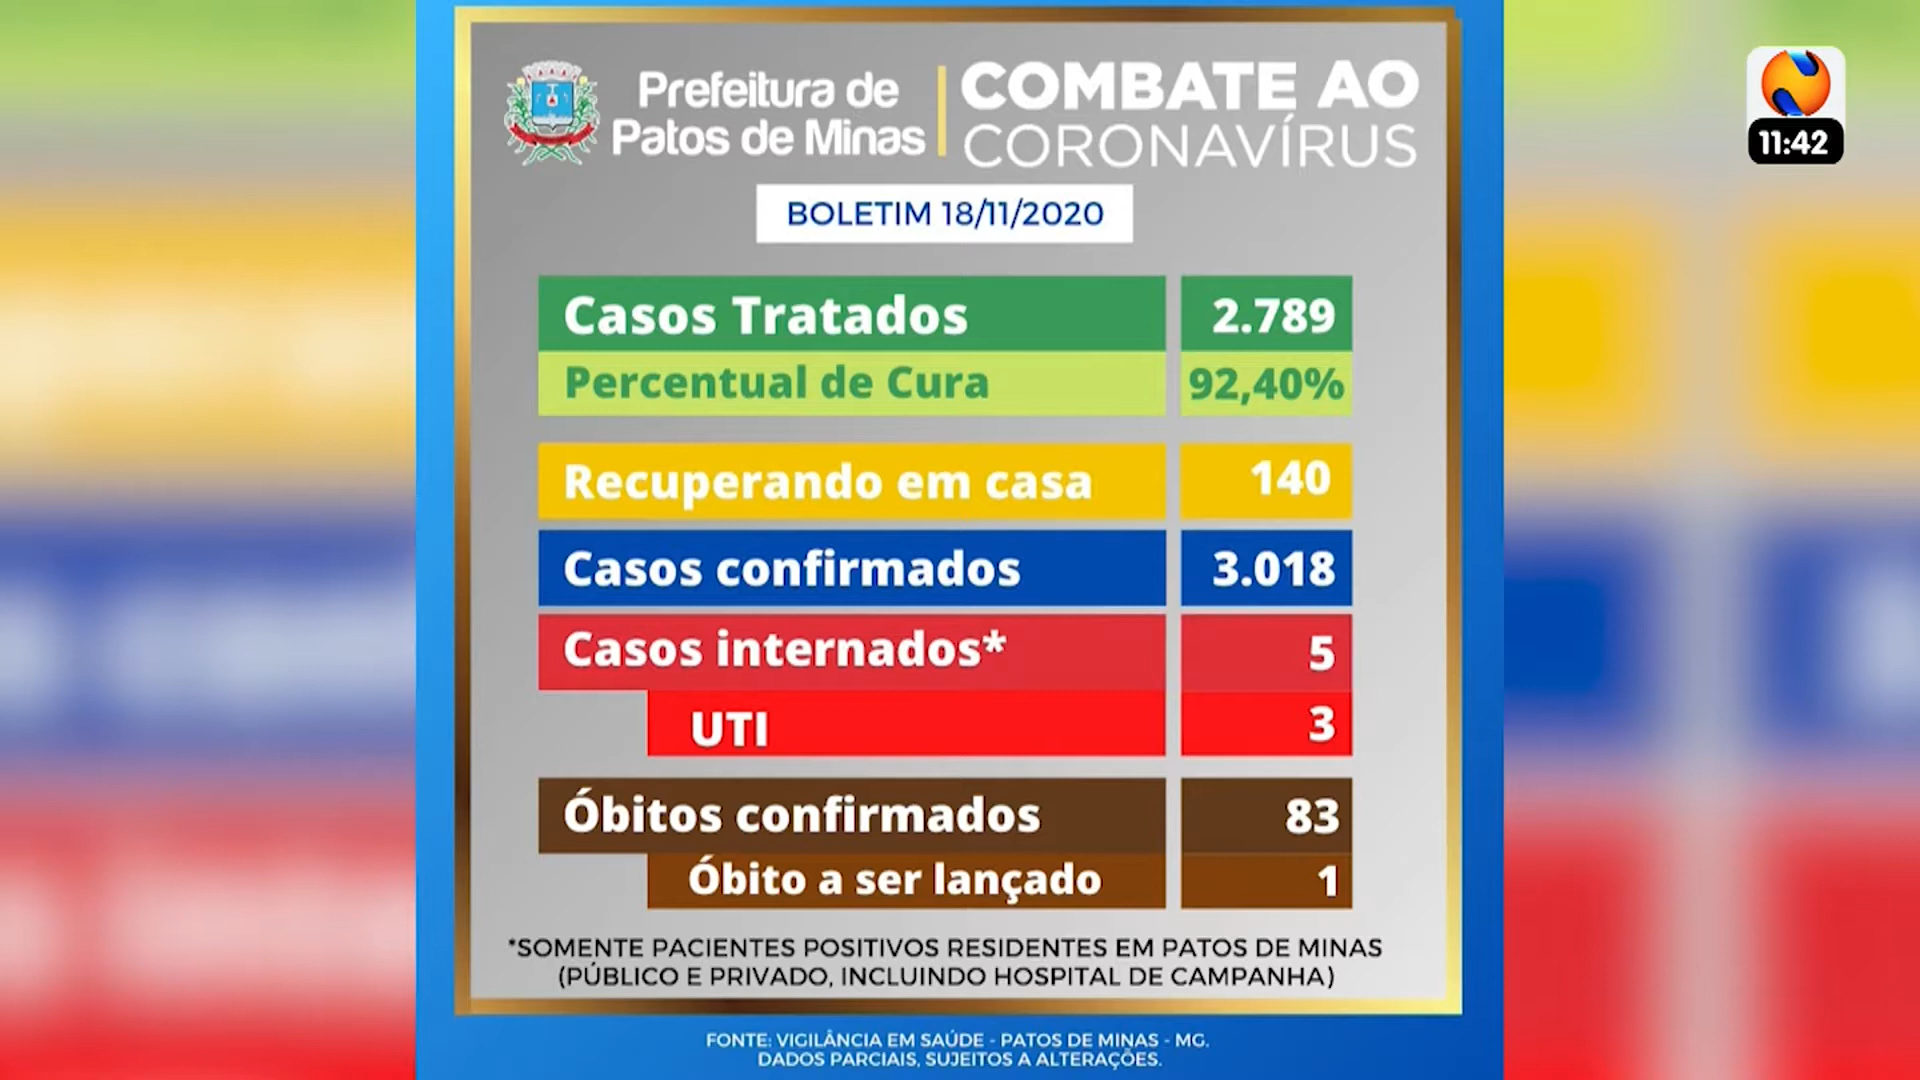 Prefeitura de
Patos de Minas
COMBATE AO
CORONAVÍRUS
11:42
BOLETIM 18/11/2020
Casos Tratados 2.789
Percentual de Cura 92,40%
Recuperando em casa 140
Casos confirmados 3.018
Casos internados* 5
UTI 3
Óbitos confirmados 83
Óbito a ser lançado 1
*SOMENTE PACIENTES POSITIVOS RESIDENTES EM PATOS DE MINAS
(PÚBLICO E PRIVADO, INCLUINDO HOSPITAL DE CAMPANHA)
FONTE: VIGILÂNCIA EM SAÚDE - PATOS DE MINAS - MG.
DADOS PARCIAIS, SUJEITOS A ALTERAÇÕES.